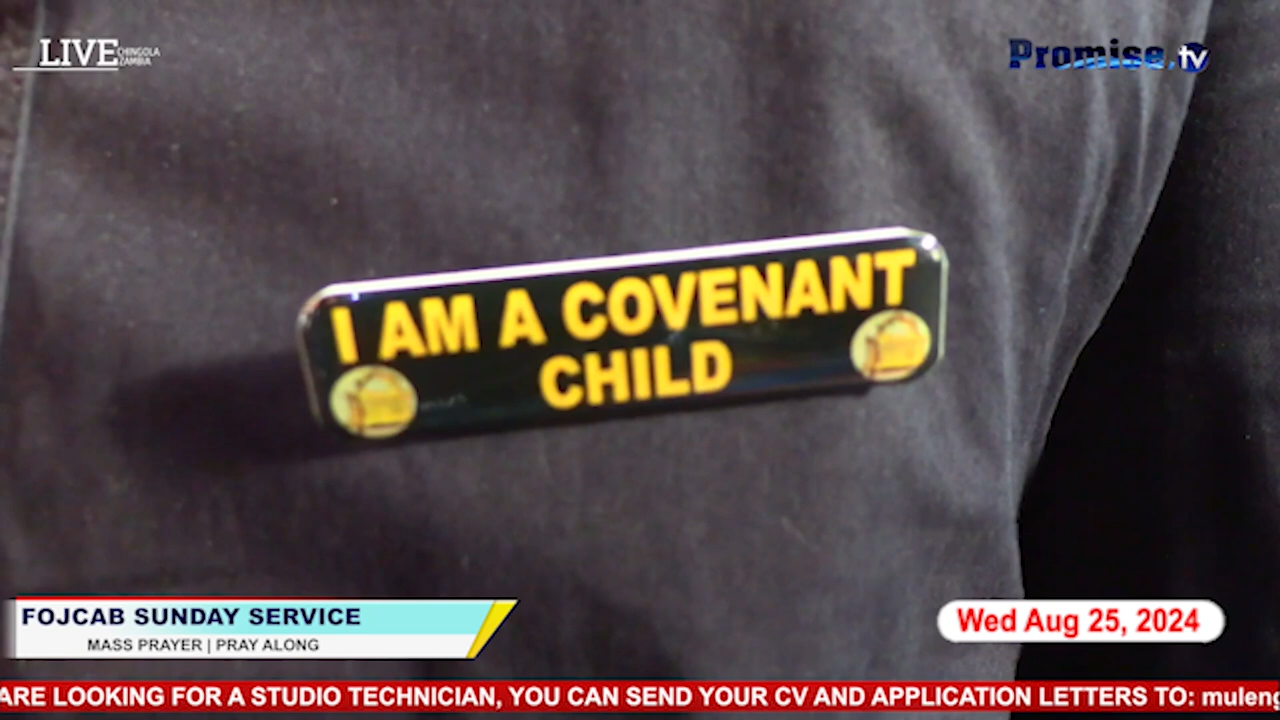 LIVE CHINGOLA
ZAMBIA
Promise.tv
I AM A COVENANT
CHILD
FOJCAB SUNDAY SERVICE
MASS PRAYER | PRAY ALONG
Wed Aug 25, 2024
ARE LOOKING FOR A STUDIO TECHNICIAN, YOU CAN SEND YOUR CV AND APPLICATION LETTERS TO: muleng